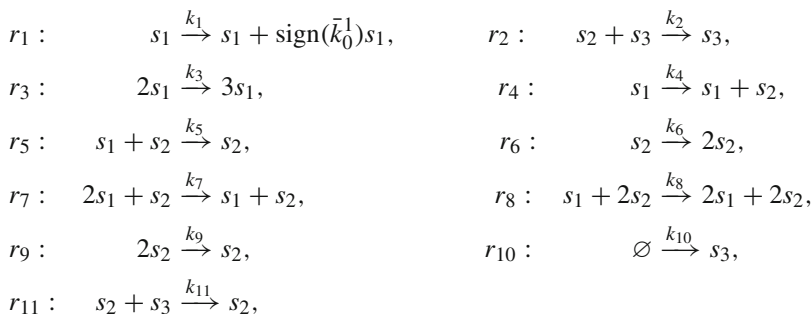 r₁ : s₁ →^{k₁} s₁ + sign(k̄₀¹)s₁, r₂ : s₂ + s₃ →^{k₂} s₃,
r₃ : 2s₁ →^{k₃} 3s₁, r₄ : s₁ →^{k₄} s₁ + s₂,
r₅ : s₁ + s₂ →^{k₅} s₂, r₆ : s₂ →^{k₆} 2s₂,
r₇ : 2s₁ + s₂ →^{k₇} s₁ + s₂, r₈ : s₁ + 2s₂ →^{k₈} 2s₁ + 2s₂,
r₉ : 2s₂ →^{k₉} s₂, r₁₀ : ∅ →^{k₁₀} s₃,
r₁₁ : s₂ + s₃ →^{k₁₁} s₂,